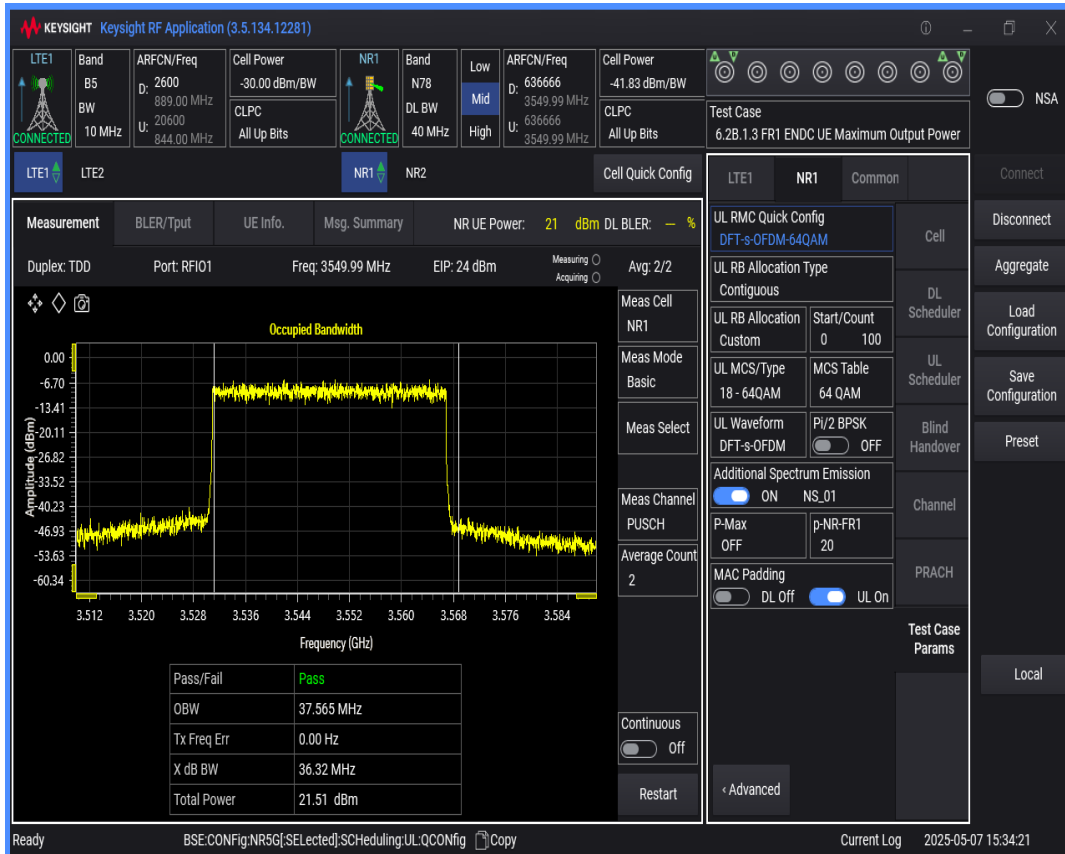 KEYSIGHT Keysight RF Application (3.5.134.12281)
LTE1 Band ARFCN/Freq Cell Power NR1 Band Low ARFCN/Freq Cell Power
B5 D: 2600 -30.00 dBm/BW N78 D: 636666 -41.83 dBm/BW
889.00 MHz 3549.99 MHz
BW CLPC DL BW Mid CLPC
CONNECTED 10 MHz U: 20600 All Up Bits CONNECTED 40 MHz High U: 636666 All Up Bits
844.00 MHz 3549.99 MHz
Test Case
6.2B.1.3 FR1 ENDC UE Maximum Output Power
NSA
LTE1 LTE2 NR1 NR2 Cell Quick Config
Measurement BLER/Tput UE Info. Msg. Summary NR UE Power: 21 dBm DL BLER: — %
Duplex: TDD Port: RFIO1 Freq: 3549.99 MHz EIP: 24 dBm Measuring Avg: 2/2
Acquiring
Occupied Bandwidth
Amplitude (dBm)
0.00
-6.70
-13.41
-20.11
-26.82
-33.52
-40.23
-46.93
-53.63
-60.34
3.512 3.520 3.528 3.536 3.544 3.552 3.560 3.568 3.576 3.584
Frequency (GHz)
Pass/Fail Pass
OBW 37.565 MHz
Tx Freq Err 0.00 Hz
X dB BW 36.32 MHz
Total Power 21.51 dBm
Meas Cell
NR1
Meas Mode
Basic
Meas Select
Meas Channel
PUSCH
Average Count
2
Continuous
Off
Restart
LTE1 NR1 Common
UL RMC Quick Config
DFT-s-OFDM-64QAM
UL RB Allocation Type
Contiguous
UL RB Allocation Start/Count
Custom 0 100
UL MCS/Type MCS Table
18 - 64QAM 64 QAM
UL Waveform Pi/2 BPSK
DFT-s-OFDM OFF
Additional Spectrum Emission
ON NS_01
P-Max p-NR-FR1
OFF 20
MAC Padding
DL Off UL On
‹ Advanced
Cell
DL
Scheduler
UL
Scheduler
Blind
Handover
Channel
PRACH
Test Case
Params
Connect
Disconnect
Aggregate
Load
Configuration
Save
Configuration
Preset
Local
Ready BSE:CONFig:NR5G[:SELected]:SCHeduling:UL:QCONfig Copy Current Log 2025-05-07 15:34:21